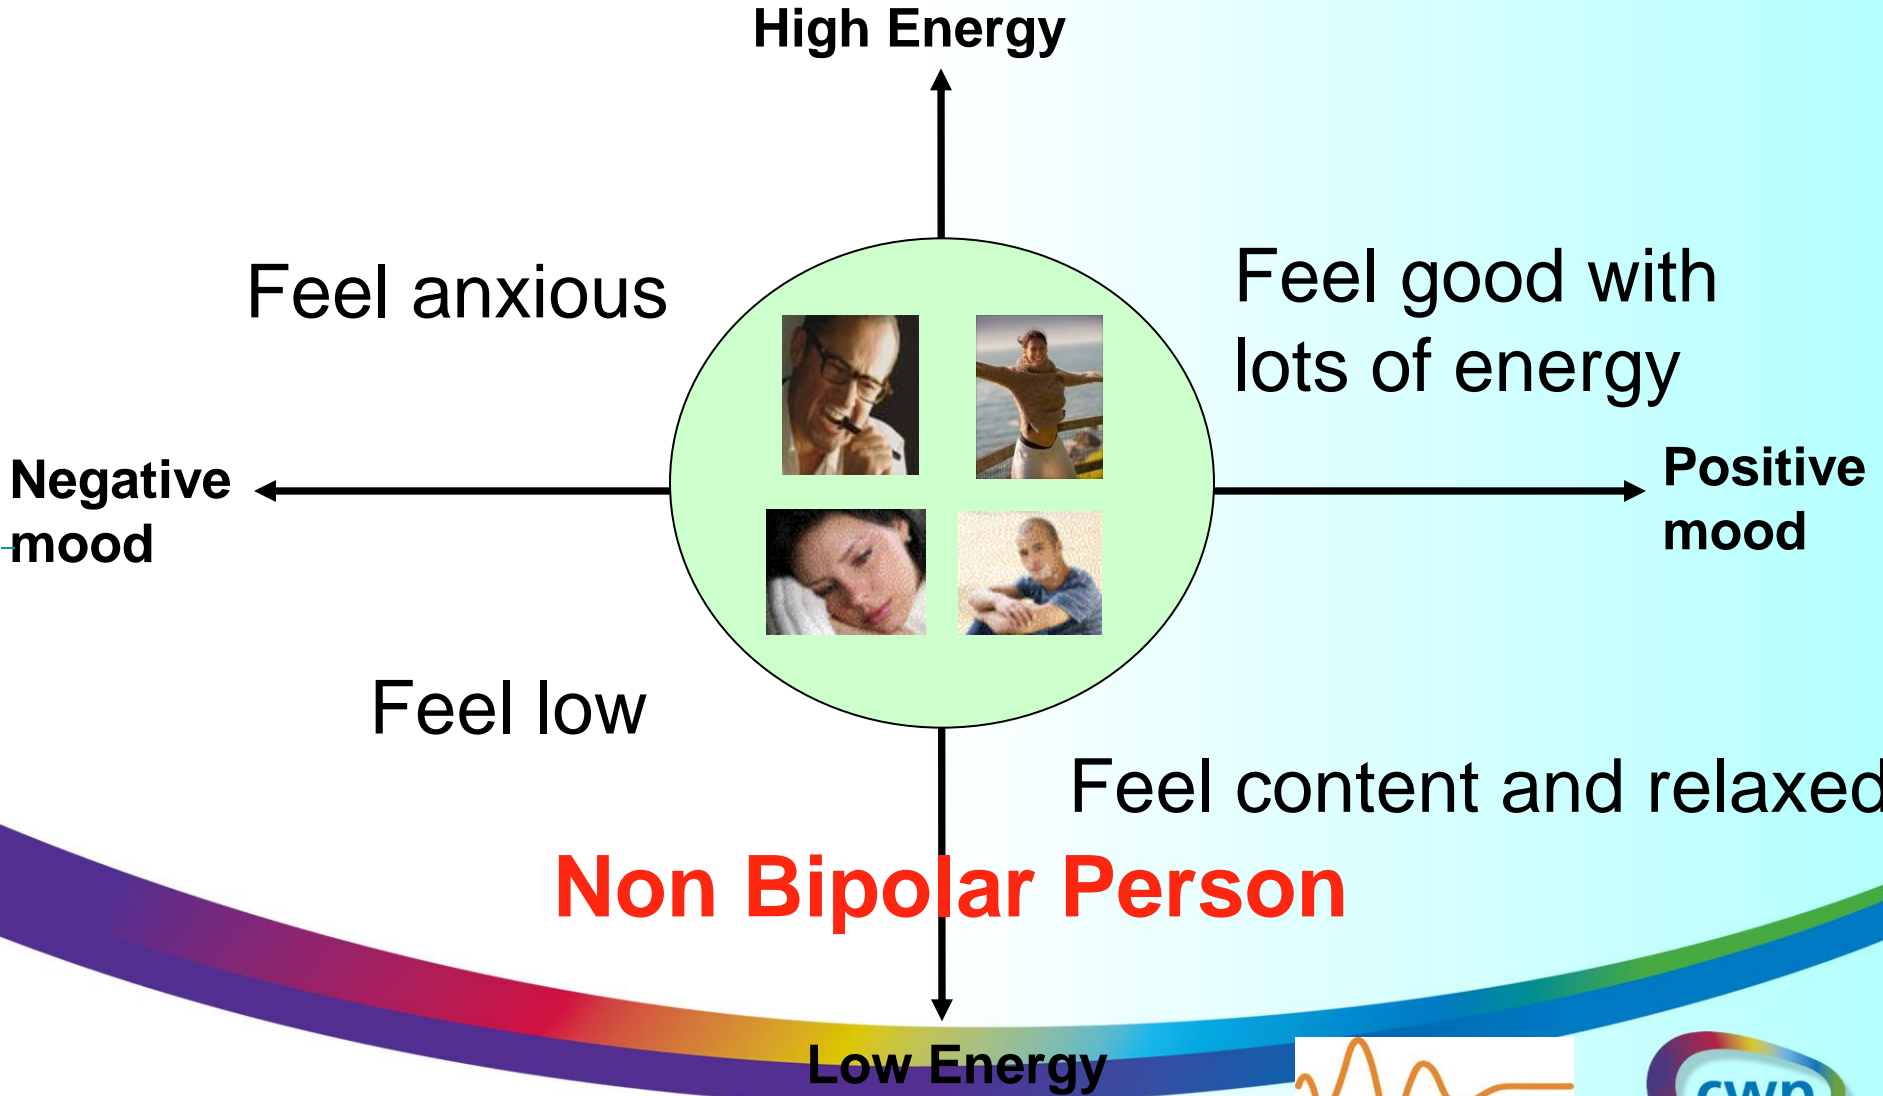 High Energy
Feel anxious
Feel good with
lots of energy
Negative
mood
Positive
mood
Feel low
Feel content and relaxed
Non Bipolar Person
Low Energy
cwp